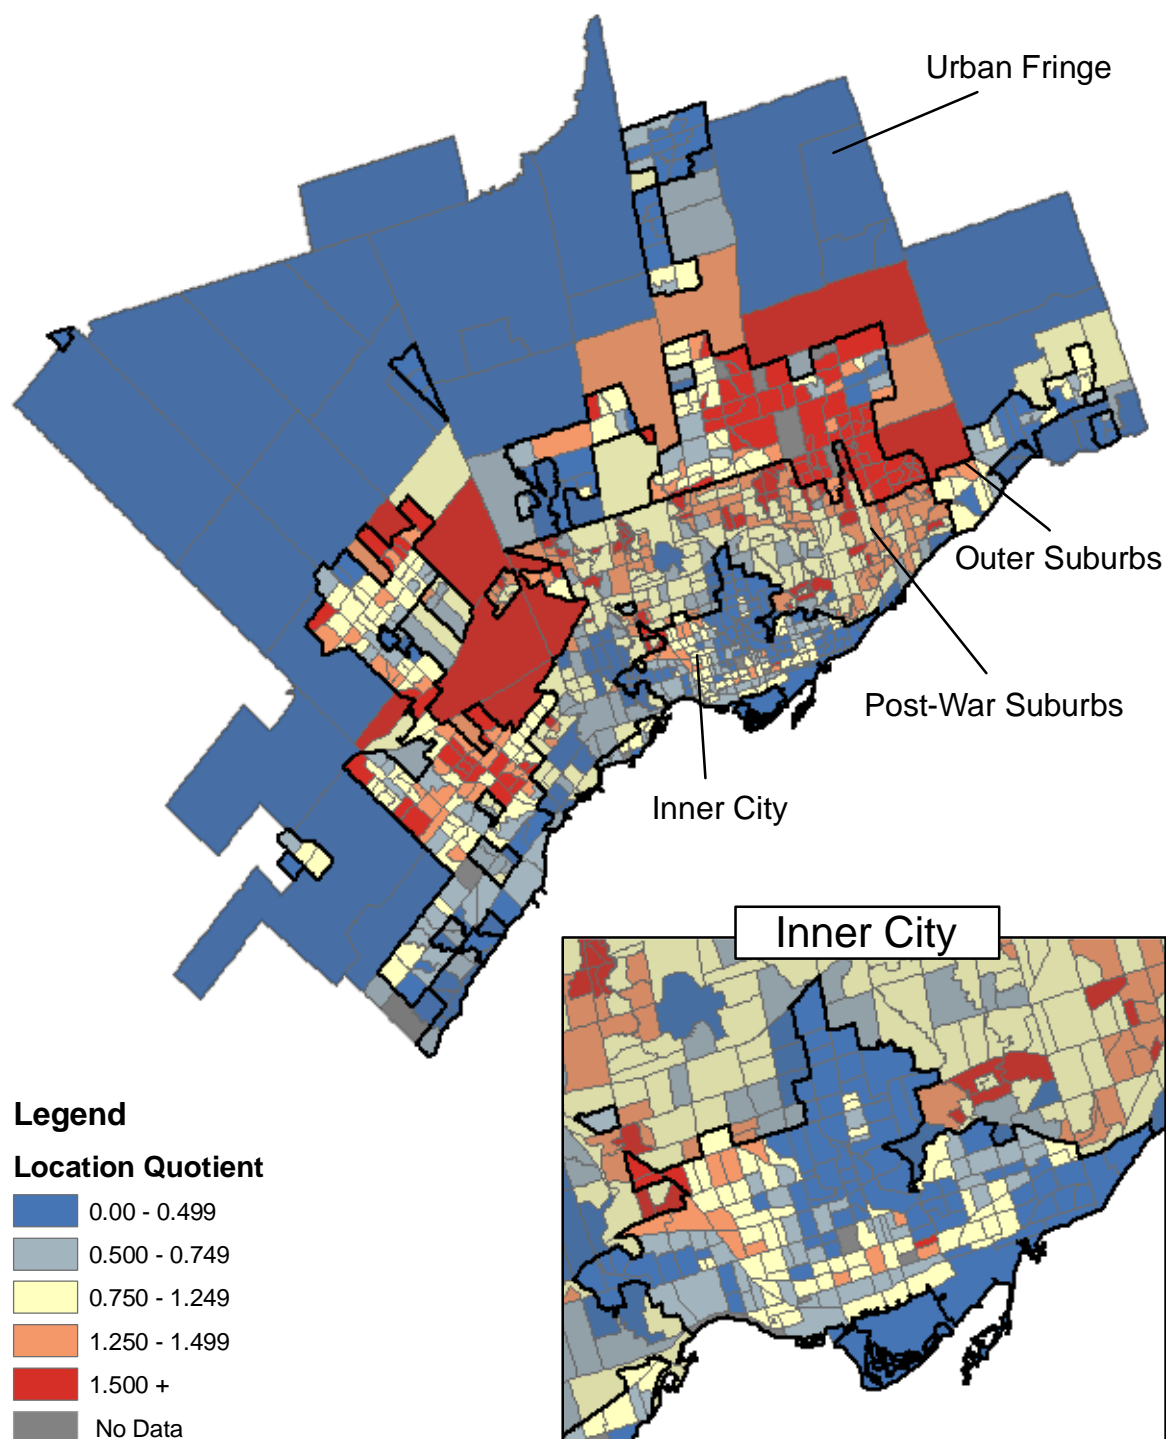 Urban Fringe
Outer Suburbs
Post-War Suburbs
Inner City
Inner City
Legend
Location Quotient
0.00 - 0.499
0.500 - 0.749
0.750 - 1.249
1.250 - 1.499
1.500 +
No Data